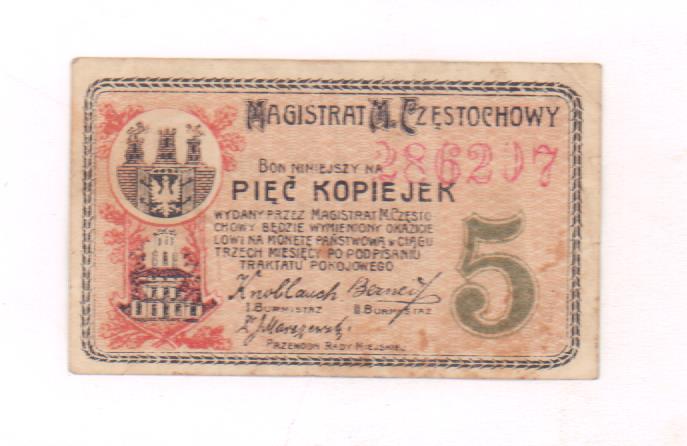 MAGISTRAT M. CZĘSTOCHOWY
286207
BON NINIEJSZY NA
PIĘĆ KOPIEJEK
WYDANY PRZEZ MAGISTRAT M. CZĘSTO
CHOWY BĘDZIE WYMIENIONY OKAZICIE
LOWI NA MONETĘ PAŃSTWOWĄ W CIĄGU
TRZECH MIESIĘCY PO PODPISANIU
TRAKTATU POKOJOWEGO
5
Knoblauch
I. BURMISTRZ II. BURMISTRZ
PRZEWODN RADY MIEJSKIEJ